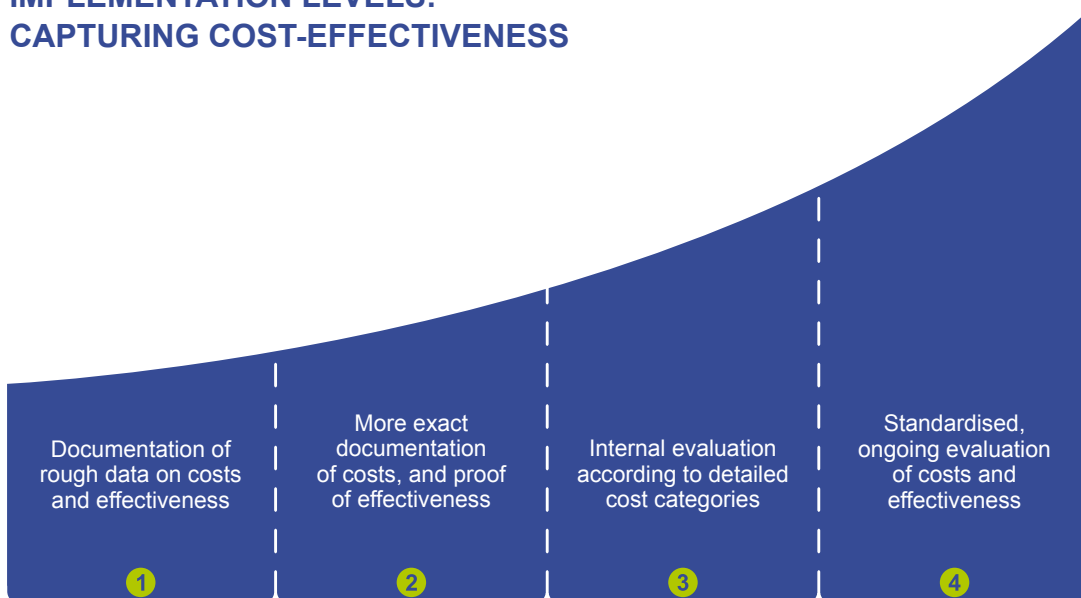 IMPLEMENTATION LEVELS:
CAPTURING COST-EFFECTIVENESS
Documentation of
rough data on costs
and effectiveness
1
More exact
documentation
of costs, and proof
of effectiveness
2
Internal evaluation
according to detailed
cost categories
3
Standardised,
ongoing evaluation
of costs and
effectiveness
4